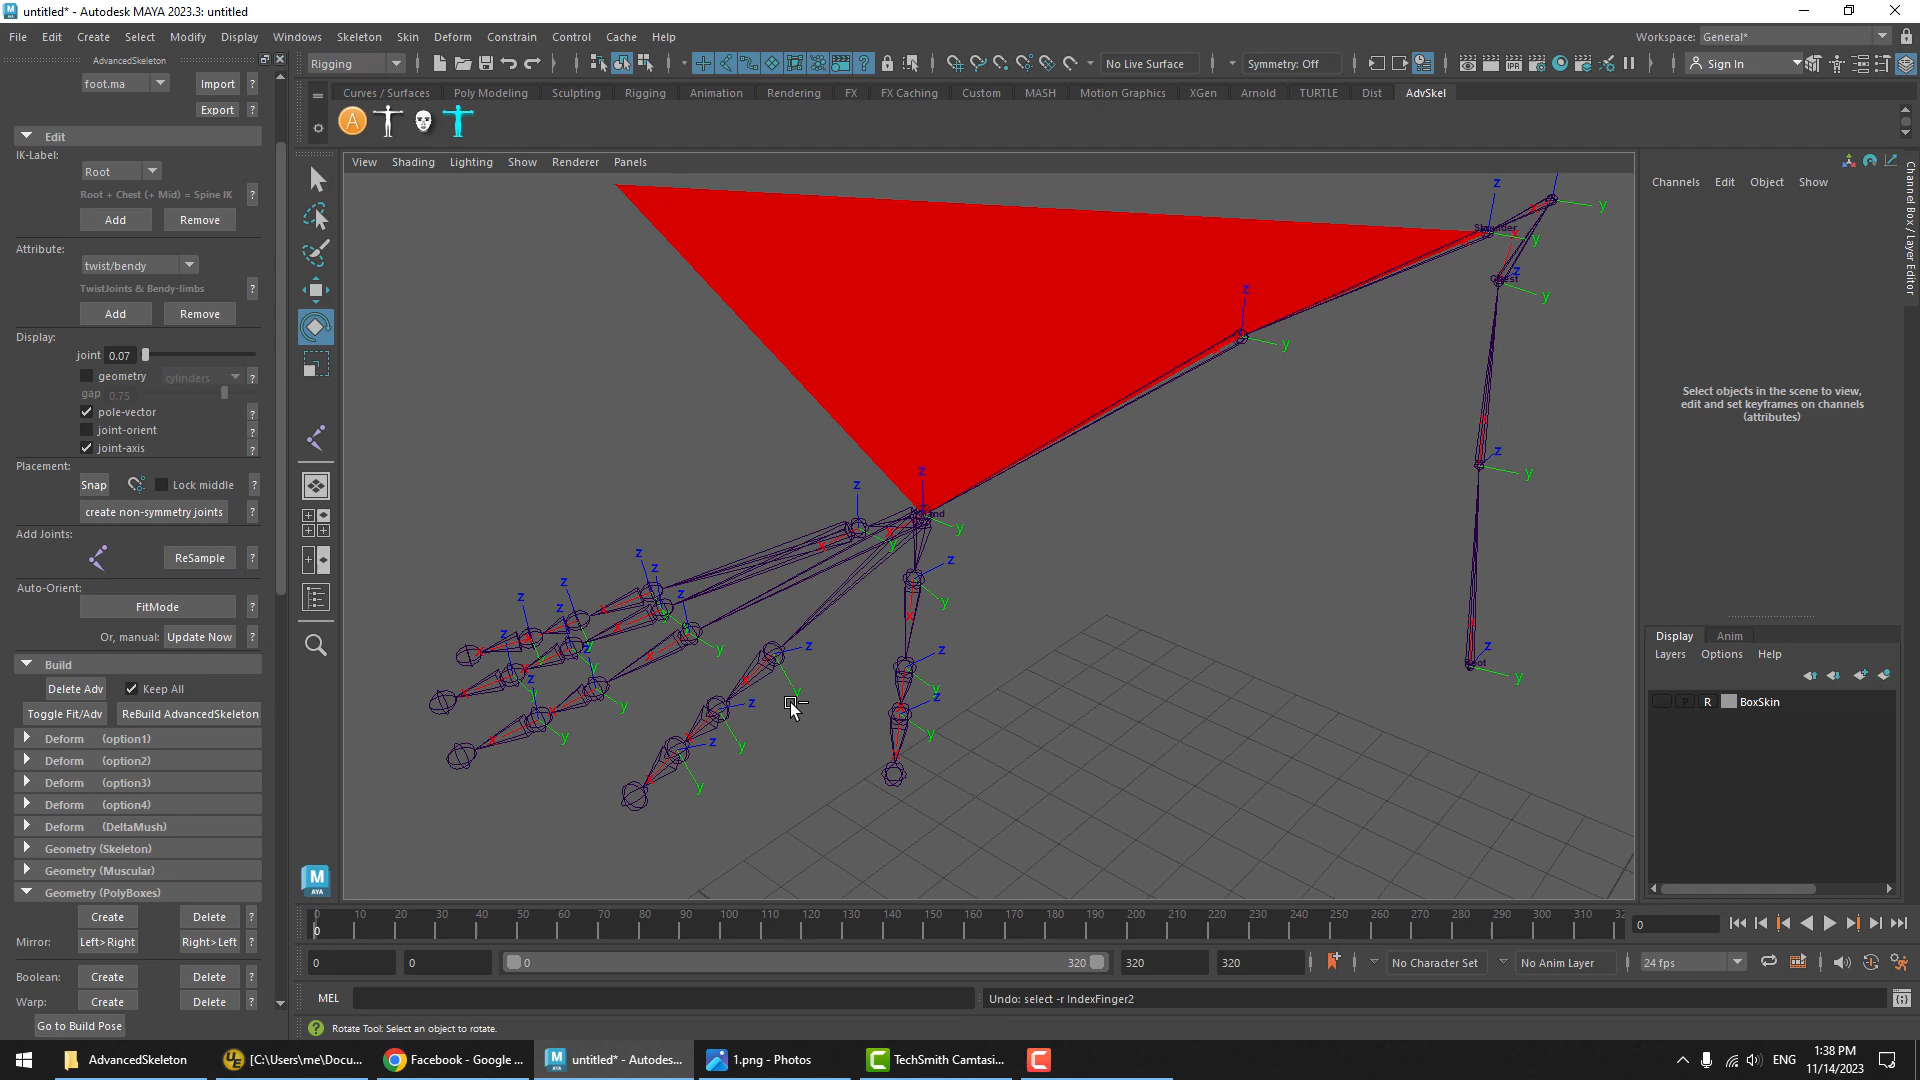 untitled* - Autodesk MAYA 2023.3: untitled
File Edit Create Select Modify Display Windows Skeleton Skin Deform Constrain Control Cache Help
Workspace: General*
AdvancedSkeleton
Rigging
No Live Surface
Symmetry: Off
Sign In
foot.ma Import ?
Export ?
Curves / Surfaces Poly Modeling Sculpting Rigging Animation Rendering FX FX Caching Custom MASH Motion Graphics XGen Arnold TURTLE Dist AdvSkel
Edit
IK-Label:
Root
Root + Chest (+ Mid) = Spine IK ?
Add Remove
Attribute:
twist/bendy
TwistJoints & Bendy-limbs ?
Add Remove
Display:
joint 0.07
geometry cylinders ?
gap 0.75
pole-vector ?
joint-orient ?
joint-axis ?
Placement:
Snap Lock middle ?
create non-symmetry joints ?
Add Joints:
ReSample ?
Auto-Orient:
FitMode ?
Or, manual: Update Now ?
Build
Delete Adv Keep All
Toggle Fit/Adv ReBuild AdvancedSkeleton
Deform (option1)
Deform (option2)
Deform (option3)
Deform (option4)
Deform (DeltaMush)
Geometry (Skeleton)
Geometry (Muscular)
Geometry (PolyBoxes)
Create Delete ?
Mirror: Left>Right Right>Left ?
Boolean: Create Delete ?
Warp: Create Delete ?
Go to Build Pose
View Shading Lighting Show Renderer Panels
Chest
Channels Edit Object Show
Channel Box / Layer Editor
Select objects in the scene to view,
edit and set keyframes on channels
(attributes)
Display Anim
Layers Options Help
R BoxSkin
MAYA
0 10 20 30 40 50 60 70 80 90 100 110 120 130 140 150 160 170 180 190 200 210 220 230 240 250 260 270 280 290 300 310 32
0
0
0 0 0 320 320 320 No Character Set No Anim Layer 24 fps
MEL
Undo: select -r IndexFinger2
Rotate Tool: Select an object to rotate.
AdvancedSkeleton
[C:\Users\me\Docu...
Facebook - Google ...
untitled* - Autodes...
1.png - Photos
TechSmith Camtasi...
ENG
1:38 PM
11/14/2023